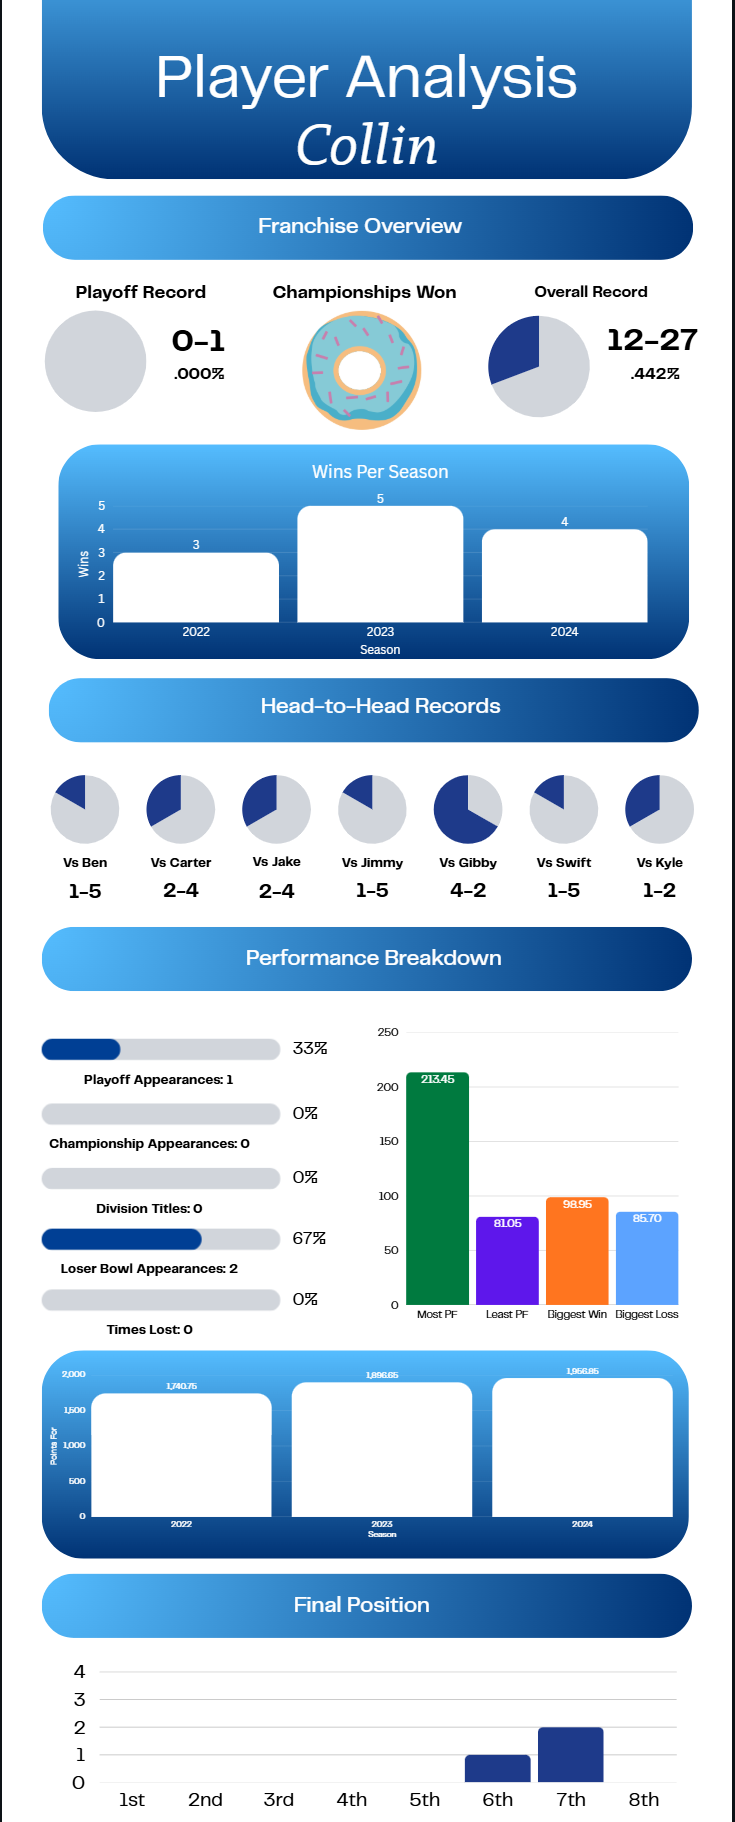 Player Analysis
Collin
Franchise Overview
Playoff Record
0-1
.000%
Championships Won
Overall Record
12-27
.442%
Wins Per Season
Wins
5
4
3
2
1
0
3
5
4
2022
2023
2024
Season
Head-to-Head Records
Vs Ben
Vs Carter
Vs Jake
Vs Jimmy
Vs Gibby
Vs Swift
Vs Kyle
1-5
2-4
2-4
1-5
4-2
1-5
1-2
Performance Breakdown
33%
Playoff Appearances: 1
0%
Championship Appearances: 0
0%
Division Titles: 0
67%
Loser Bowl Appearances: 2
0%
Times Lost: 0
250
200
150
100
50
0
213.45
81.05
98.95
85.70
Most PF
Least PF
Biggest Win
Biggest Loss
Points For
2,000
1,500
1,000
500
0
1,740.75
1,896.65
1,956.85
2022
2023
2024
Season
Final Position
4
3
2
1
0
1st
2nd
3rd
4th
5th
6th
7th
8th